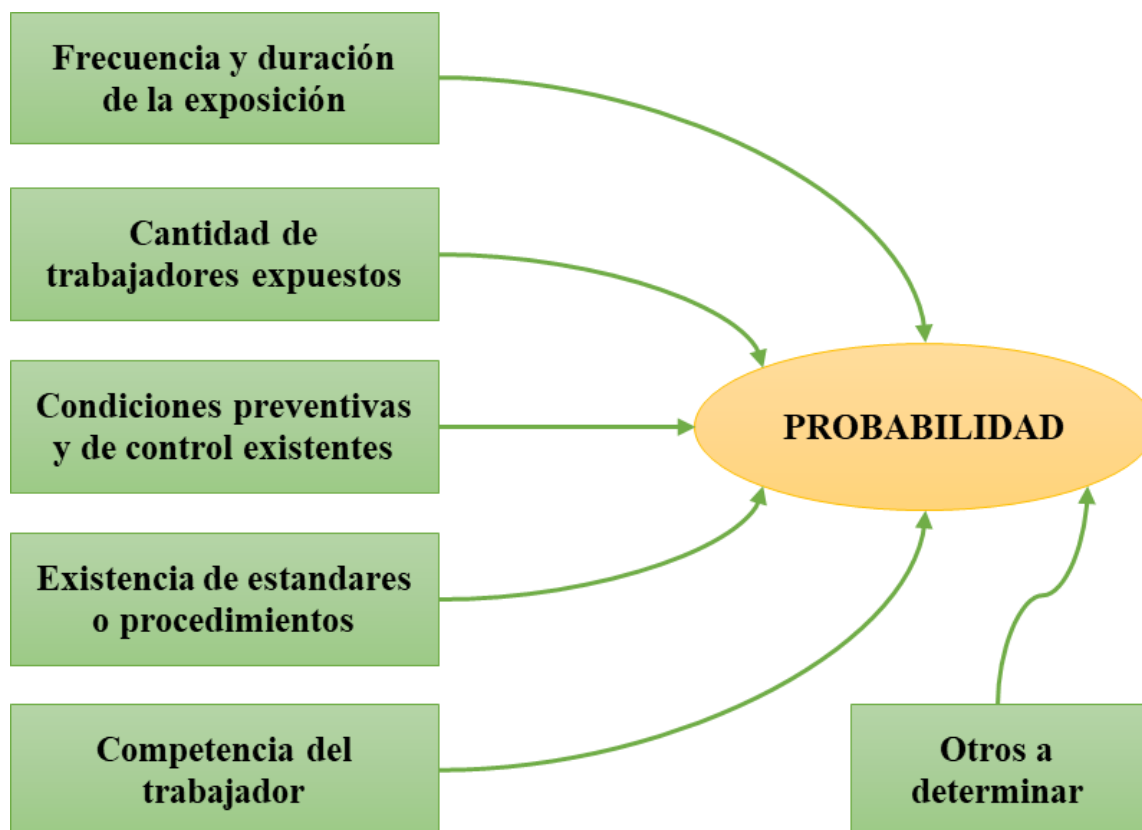 Frecuencia y duración
de la exposición
Cantidad de
trabajadores expuestos
Condiciones preventivas
y de control existentes
PROBABILIDAD
Existencia de estandares
o procedimientos
Competencia del
trabajador
Otros a
determinar